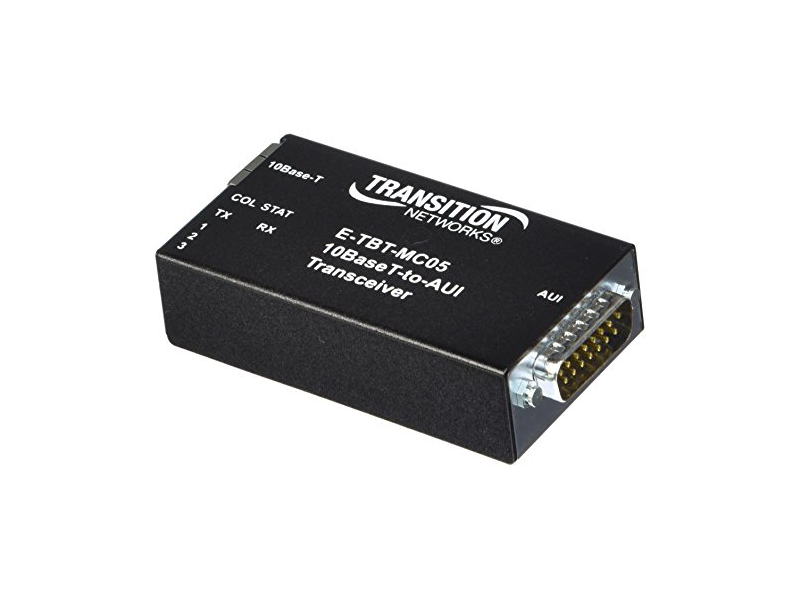 10Base-T
TRANSITION
NETWORKS®
COL STAT
TX RX
1
2
3
E-TBT-MC05
10BaseT-to-AUI
Transceiver
AUI